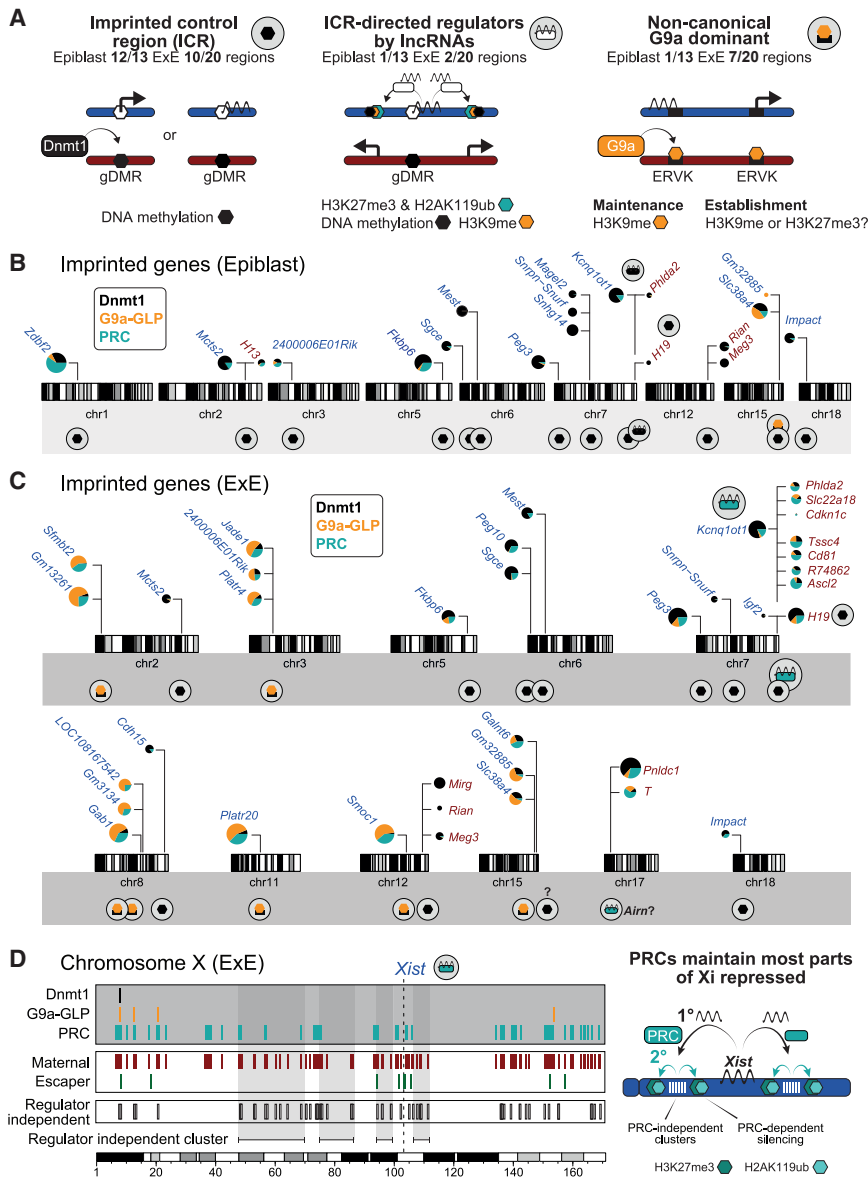 A
Imprinted control
region (ICR)
Epiblast 12/13 ExE 10/20 regions
or
Dnmt1
gDMR
gDMR
DNA methylation
ICR-directed regulators
by lncRNAs
Epiblast 1/13 ExE 2/20 regions
gDMR
H3K27me3 & H2AK119ub
DNA methylation H3K9me
Non-canonical
G9a dominant
Epiblast 1/13 ExE 7/20 regions
G9a
ERVK
ERVK
Maintenance
H3K9me
Establishment
H3K9me or H3K27me3?
B
Imprinted genes (Epiblast)
Dnmt1
G9a-GLP
PRC
Zdbf2
Mcts2
H13
2400006E01Rik
Fkbp6
Sgce
Mest
Peg3
Magel2
Snrpn-Snurf
Snhg14
Kcnq1ot1
Phlda2
H19
Rian
Meg3
Gm32885
Slc38a4
Impact
chr1
chr2
chr3
chr5
chr6
chr7
chr12
chr15
chr18
C
Imprinted genes (ExE)
Dnmt1
G9a-GLP
PRC
Sfmbt2
Gm13261
Mcts2
Jade1
2400006E01Rik
Platr4
Fkbp6
Mest
Peg10
Sgce
Peg3
Snrpn-Snurf
Kcnq1ot1
Igf2
Phlda2
Slc22a18
Cdkn1c
Tssc4
Cd81
R74862
Ascl2
H19
chr2
chr3
chr5
chr6
chr7
LOC108167542
Gm3134
Gab1
Cdh15
Platr20
Smoc1
Mirg
Rian
Meg3
Galnt6
Gm32885
Slc38a4
Pnldc1
T
Impact
chr8
chr11
chr12
chr15
chr17
chr18
?
Airn?
D
Chromosome X (ExE)
Xist
Dnmt1
G9a-GLP
PRC
Maternal
Escaper
Regulator
independent
Regulator independent cluster
1 20 40 60 80 100 120 140 160
PRCs maintain most parts
of Xi repressed
PRC
1°
2°
Xist
PRC-independent
clusters
PRC-dependent
silencing
H3K27me3
H2AK119ub